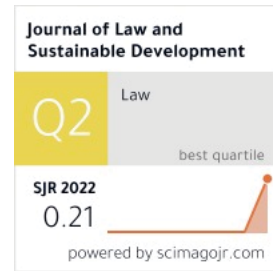 Journal of Law and
Sustainable Development
Q2
Law
best quartile
SJR 2022
0.21
powered by scimagojr.com